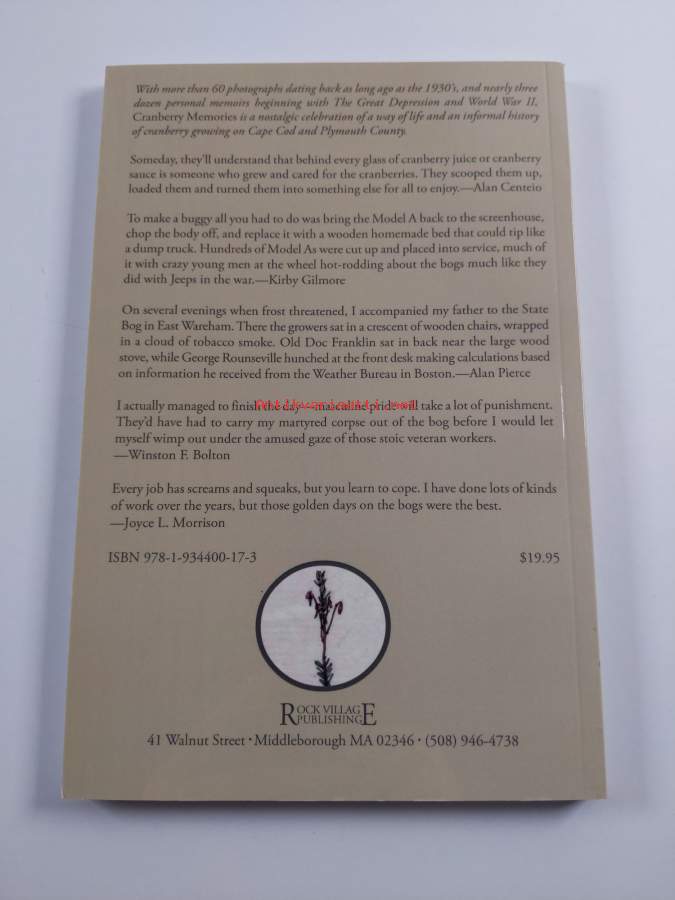 With more than 60 photographs dating back as long ago as the 1930's, and nearly three
dozen personal memoirs beginning with The Great Depression and World War II,
Cranberry Memories is a nostalgic celebration of a way of life and an informal history
of cranberry growing on Cape Cod and Plymouth County.
Someday, they'll understand that behind every glass of cranberry juice or cranberry
sauce is someone who grew and cared for the cranberries. They scooped them up,
loaded them and turned them into something else for all to enjoy.—Alan Centeio
To make a buggy all you had to do was bring the Model A back to the screenhouse,
chop the body off, and replace it with a wooden homemade bed that could tip like
a dump truck. Hundreds of Model As were cut up and placed into service, much of
it with crazy young men at the wheel hot-rodding about the bogs much like they
did with Jeeps in the war.—Kirby Gilmore
On several evenings when frost threatened, I accompanied my father to the State
Bog in East Wareham. There the growers sat in a crescent of wooden chairs, wrapped
in a cloud of tobacco smoke. Old Doc Franklin sat in back near the large wood
stove, while George Rounseville hunched at the front desk making calculations based
on information he received from the Weather Bureau in Boston.—Alan Pierce
I actually managed to finish the day—masculine pride will take a lot of punishment.
They'd have had to carry my martyred corpse out of the bog before I would let
myself wimp out under the amused gaze of those stoic veteran workers.
—Winston F. Bolton
Every job has screams and squeaks, but you learn to cope. I have done lots of kinds
of work over the years, but those golden days on the bogs were the best.
—Joyce L. Morrison
ISBN 978-1-934400-17-3 $19.95
ROCK VILLAGE
PUBLISHING
41 Walnut Street • Middleborough MA 02346 • (508) 946-4738